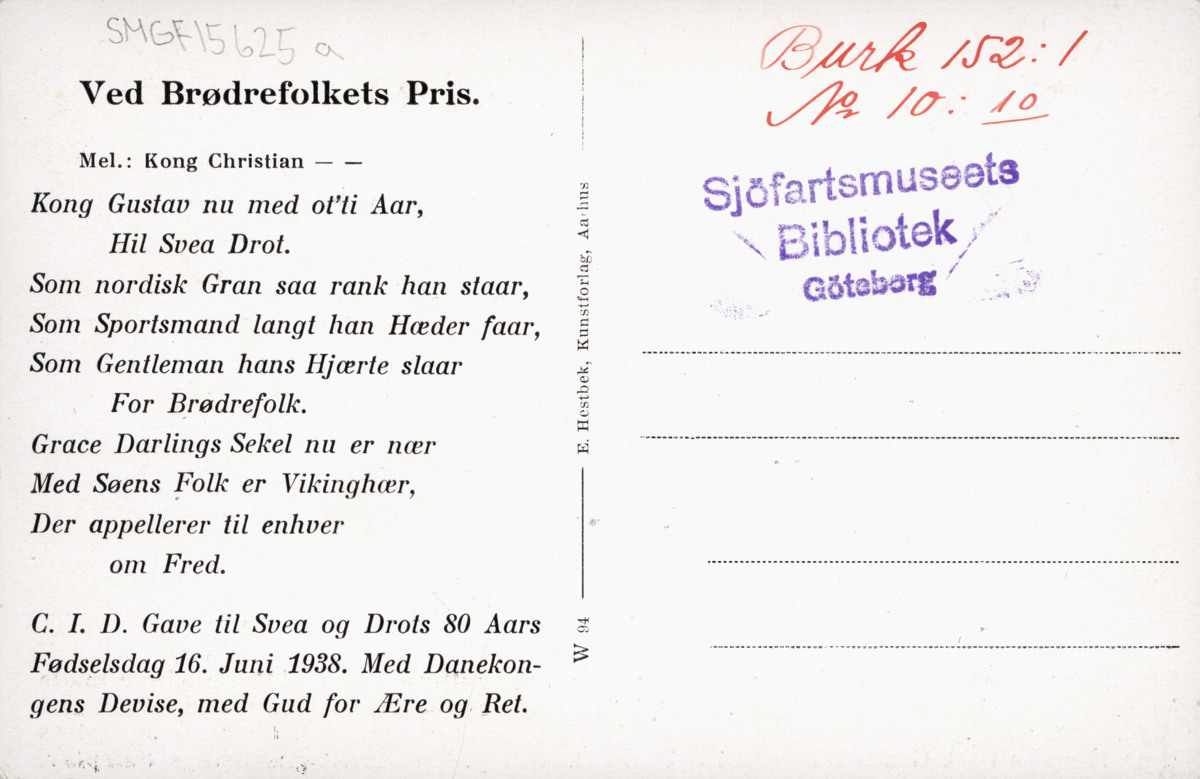 SMGF15625 a
Ved Brødrefolkets Pris.
Mel.: Kong Christian — —
Kong Gustav nu med ot'ti Aar,
Hil Svea Drot.
Som nordisk Gran saa rank han staar,
Som Sportsmand langt han Hæder faar,
Som Gentleman hans Hjærte slaar
For Brødrefolk.
Grace Darlings Sekel nu er nær
Med Søens Folk er Vikinghær,
Der appellerer til enhver
om Fred.
C. I. D. Gave til Svea og Drots 80 Aars
Fødselsdag 16. Juni 1938. Med Danekon-
gens Devise, med Gud for Ære og Ret.
W 94 E. Hestbek, Kunstforlag, Aarhus
Burk 152:1
No 10: 10
Sjöfartsmuseets
Bibliotek
Göteborg